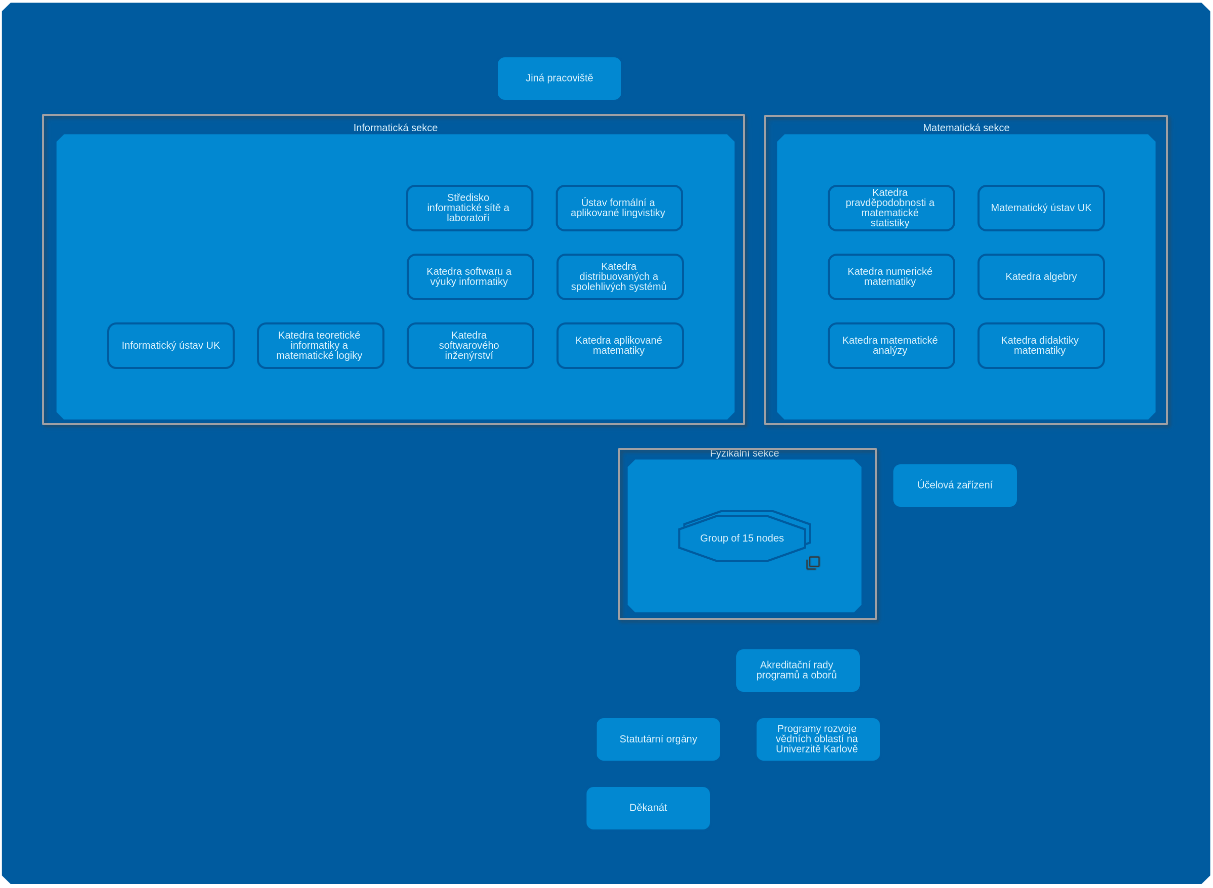 Jiná pracoviště
Informatická sekce
Středisko
informatické sítě a
laboratoří
Ústav formální a
aplikované lingvistiky
Katedra softwaru a
výuky informatiky
Katedra
distribuovaných a
spolehlivých systémů
Informatický ústav UK
Katedra teoretické
informatiky a
matematické logiky
Katedra
softwarového
inženýrství
Katedra aplikované
matematiky
Matematická sekce
Katedra
pravděpodobnosti a
matematické
statistiky
Matematický ústav UK
Katedra numerické
matematiky
Katedra algebry
Katedra matematické
analýzy
Katedra didaktiky
matematiky
Fyzikální sekce
Group of 15 nodes
Účelová zařízení
Akreditační rady
programů a oborů
Statutární orgány
Programy rozvoje
vědních oblastí na
Univerzitě Karlově
Děkanát